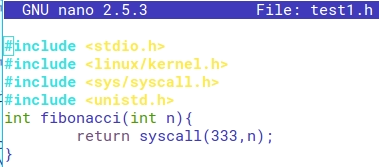 GNU nano 2.5.3 File: test1.h
#include <stdio.h>
#include <linux/kernel.h>
#include <sys/syscall.h>
#include <unistd.h>
int fibonacci(int n){
        return syscall(333,n);
}